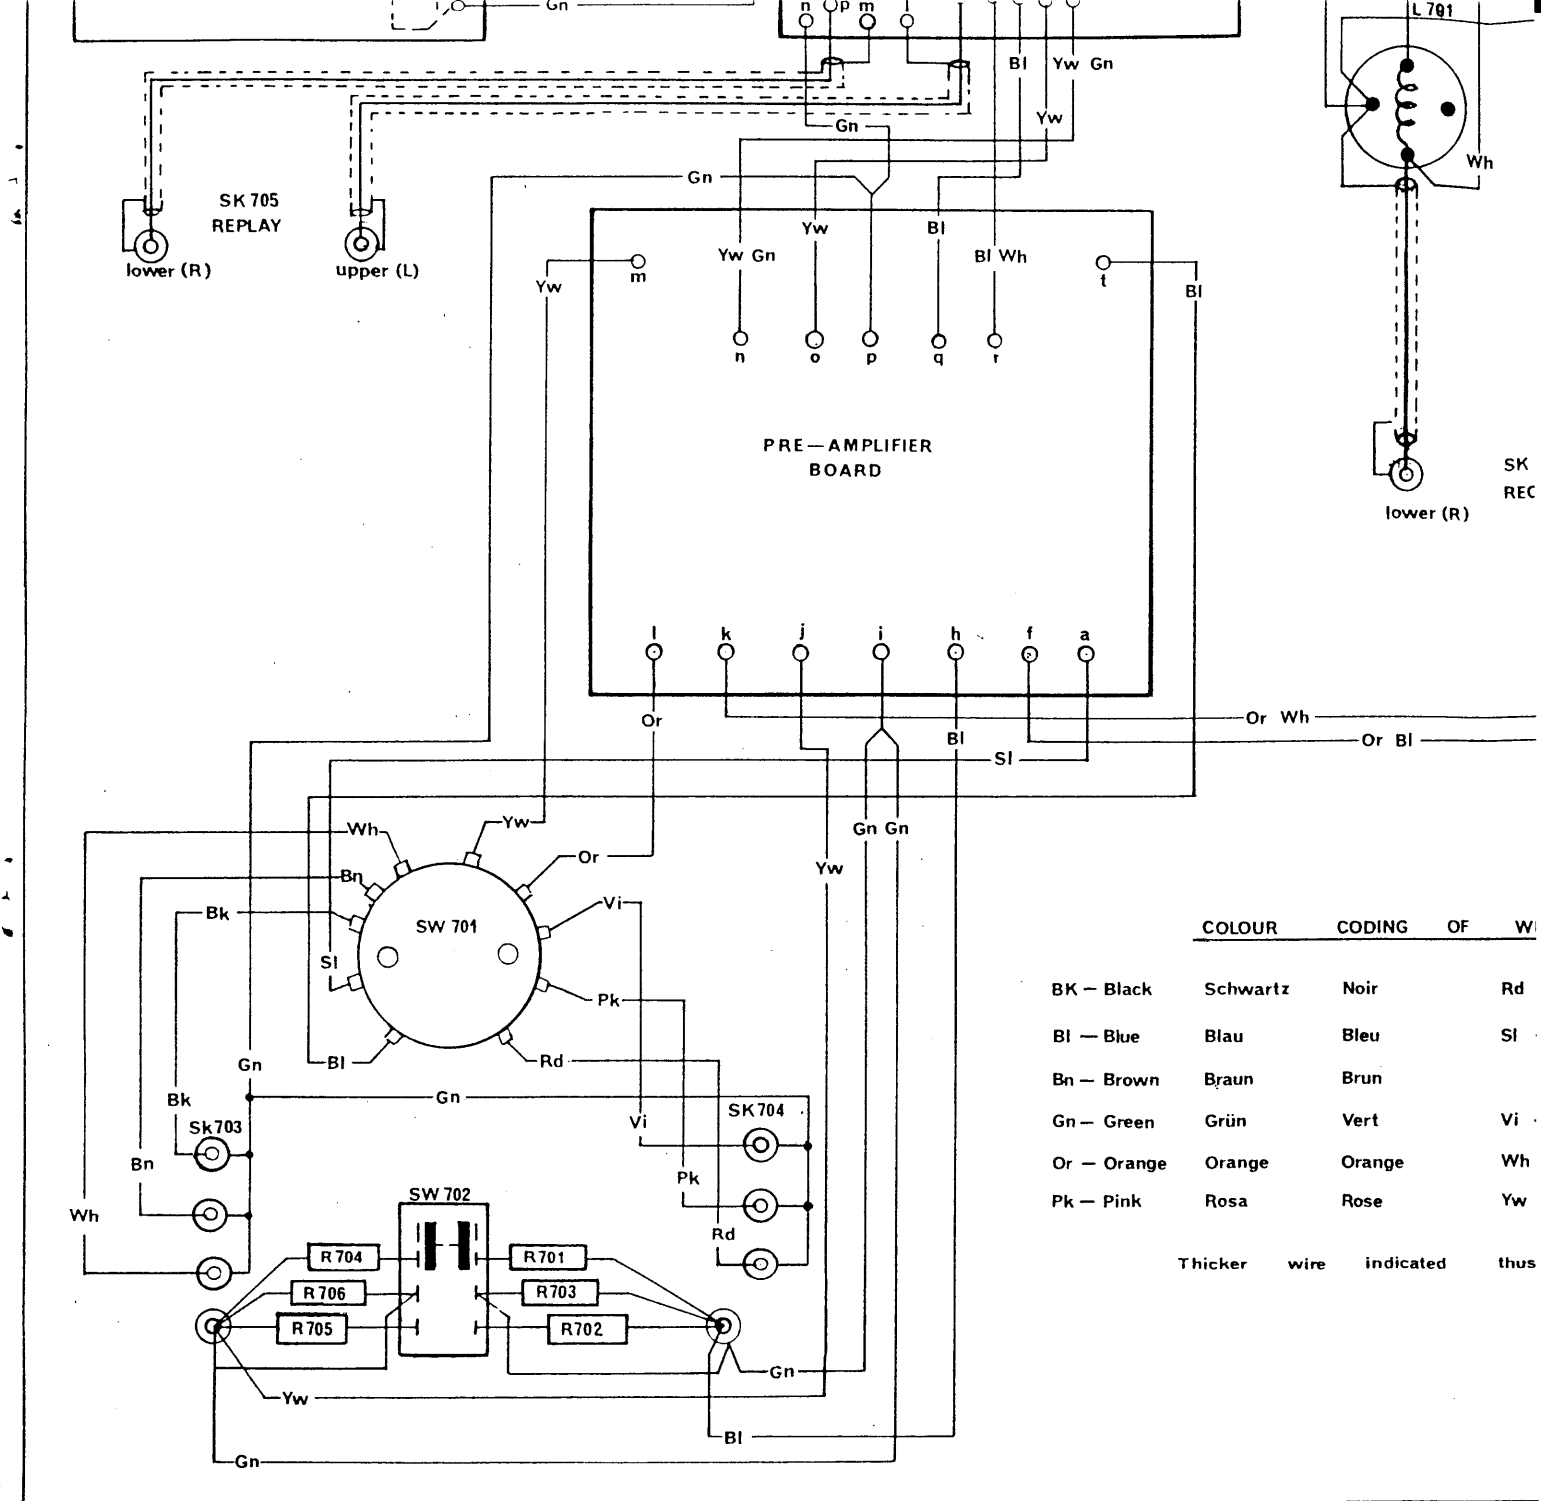 Gn
n p m l
L 701
Bl Yw Gn
Yw
Gn
Wh
Gn
SK 705
REPLAY
lower (R)
upper (L)
Yw
Bl
Yw Gn
Bl Wh
m
t
Yw
Bl
n o p q r
PRE—AMPLIFIER
BOARD
SK
REC
lower (R)
l k j i h f a
Or
Or Wh
Bl
Or Bl
Sl
Wh
Yw
Gn Gn
Or
Yw
Bn
Bk
Vi
SW 701
Sl
Pk
Bl
Rd
Gn
Bk
Gn
SK 704
Sk703
Vi
Bn
Pk
Wh
SW 702
Rd
R 704
R701
R 706
R703
R705
R702
Gn
Yw
Bl
Gn
COLOUR CODING OF
BK — Black Schwartz Noir Rd
Bl — Blue Blau Bleu Sl
Bn — Brown Braun Brun
Gn — Green Grün Vert Vi
Or — Orange Orange Orange Wh
Pk — Pink Rosa Rose Yw
Thicker wire indicated thus